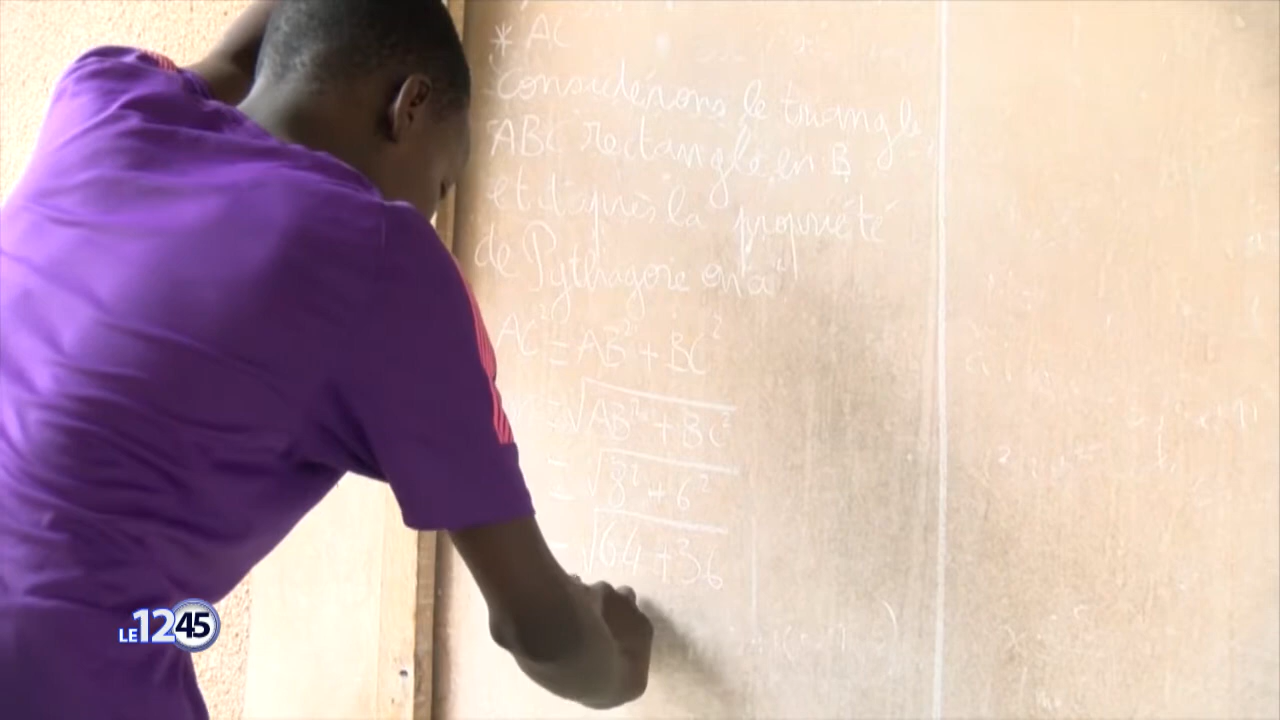 * AC
Considérons le triangle
ABC rectangle en B
et d'après la propriété
de Pythagore on a
AC² = AB² + BC²
= √AB² + BC²
= √8² + 6²
= √64 + 36
LE 12 45